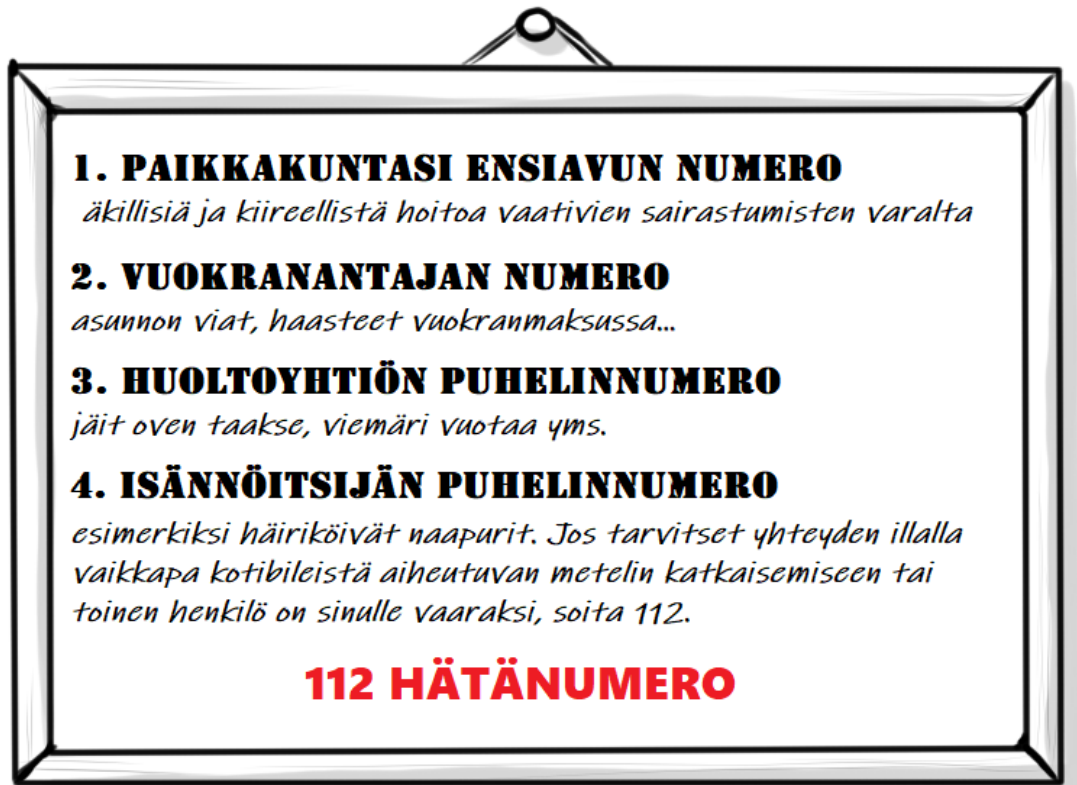 1. PAIKKAKUNTASI ENSIAVUN NUMERO
äkillisiä ja kiireellistä hoitoa vaativien sairastumisten varalta
2. VUOKRANANTAJAN NUMERO
asunnon viat, haasteet vuokranmaksussa...
3. HUOLTOYHTIÖN PUHELINNUMERO
jäit oven taakse, viemäri vuotaa yms.
4. ISÄNNÖITSIJÄN PUHELINNUMERO
esimerkiksi häiriköivät naapurit. Jos tarvitset yhteyden illalla
vaikkapa kotibileistä aiheutuvan metelin katkaisemiseen tai
toinen henkilö on sinulle vaaraksi, soita 112.
112 HÄTÄNUMERO